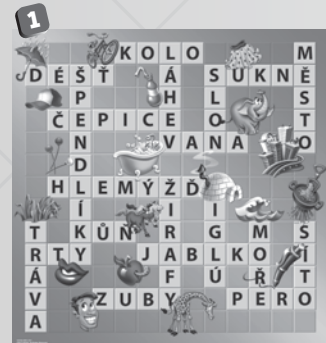 1
KOLO M
DÉŠŤ Á SUKNĚ
P H L S
ČEPICE O T
N VANA O
D
HLEMÝŽĎ
Í I I
T KŮŇ R G M Š
RTY JABLKO
Á F Ú Ř T
V ZUBY PERO
A